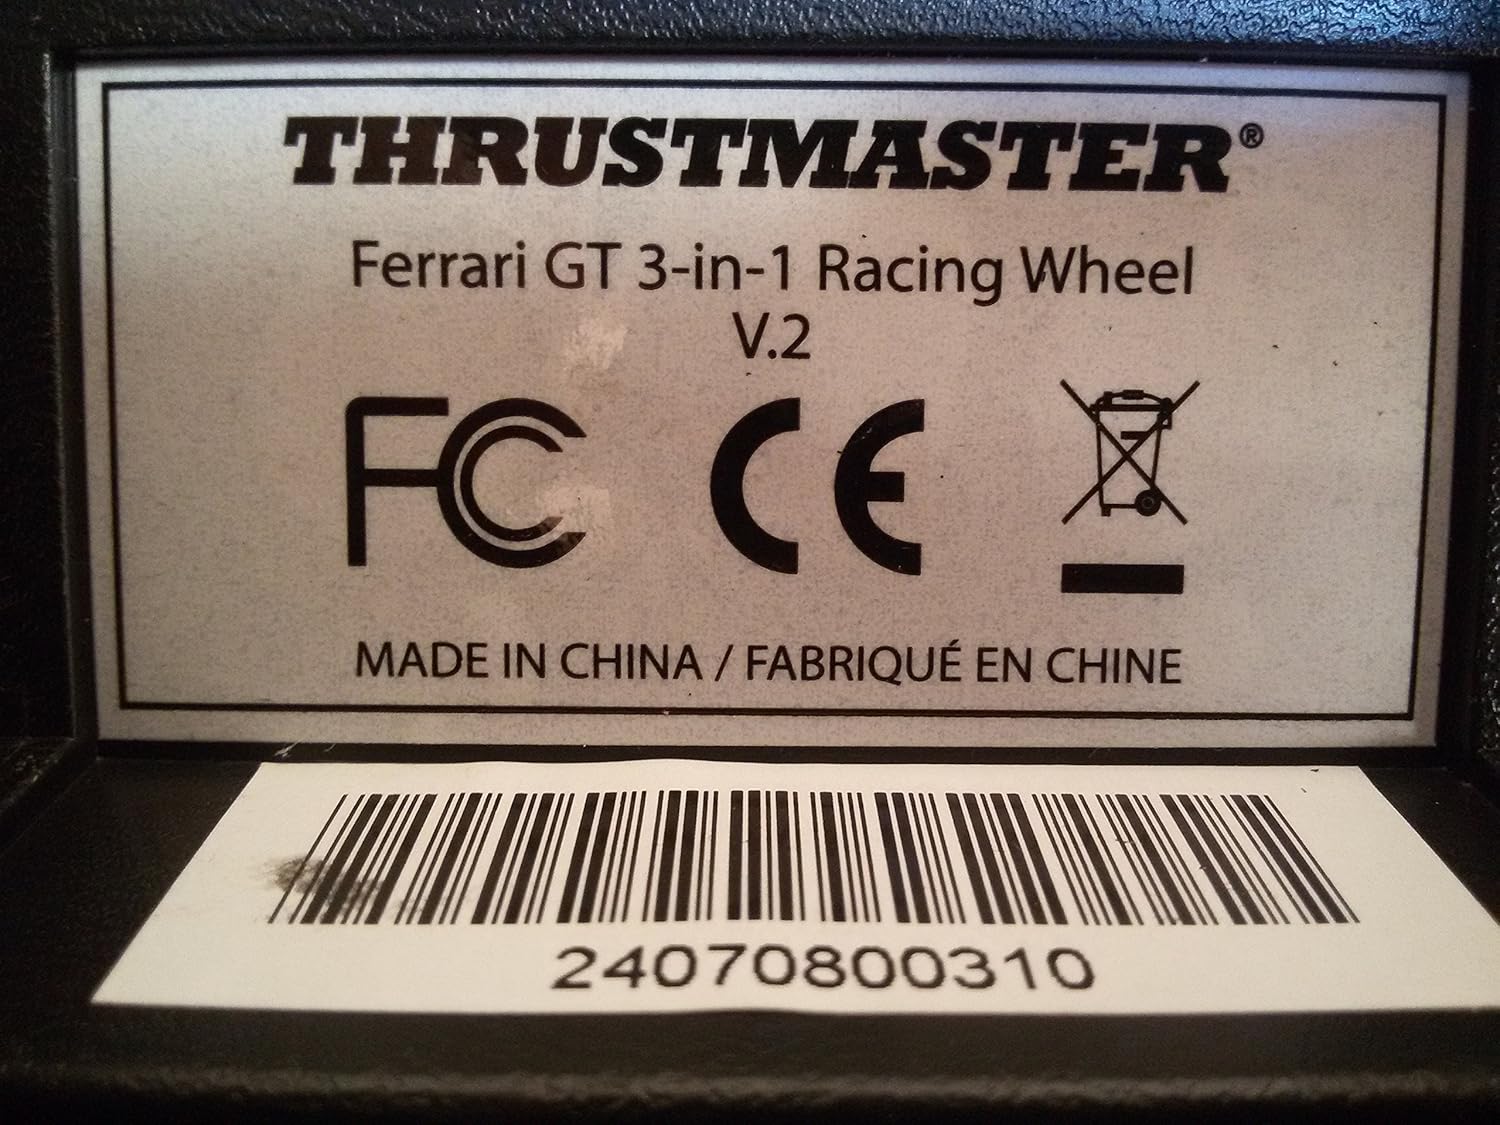 THRUSTMASTER®
Ferrari GT 3-in-1 Racing Wheel
V.2
FC CE
MADE IN CHINA / FABRIQUÉ EN CHINE
24070800310